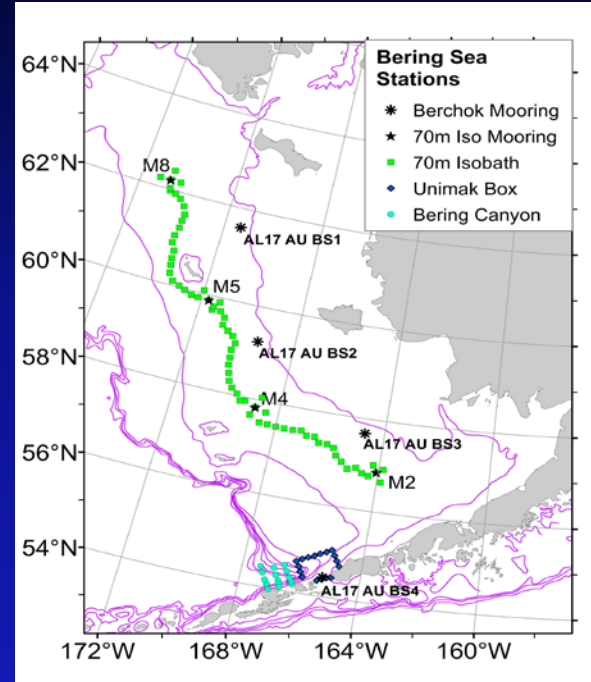 64°N
62°N
60°N
58°N
56°N
54°N
172°W
168°W
164°W
160°W
Bering Sea
Stations
Berchok Mooring
70m Iso Mooring
70m Isobath
Unimak Box
Bering Canyon
M8
AL17 AU BS1
M5
AL17 AU BS2
M4
AL17 AU BS3
M2
AL17 AU BS4